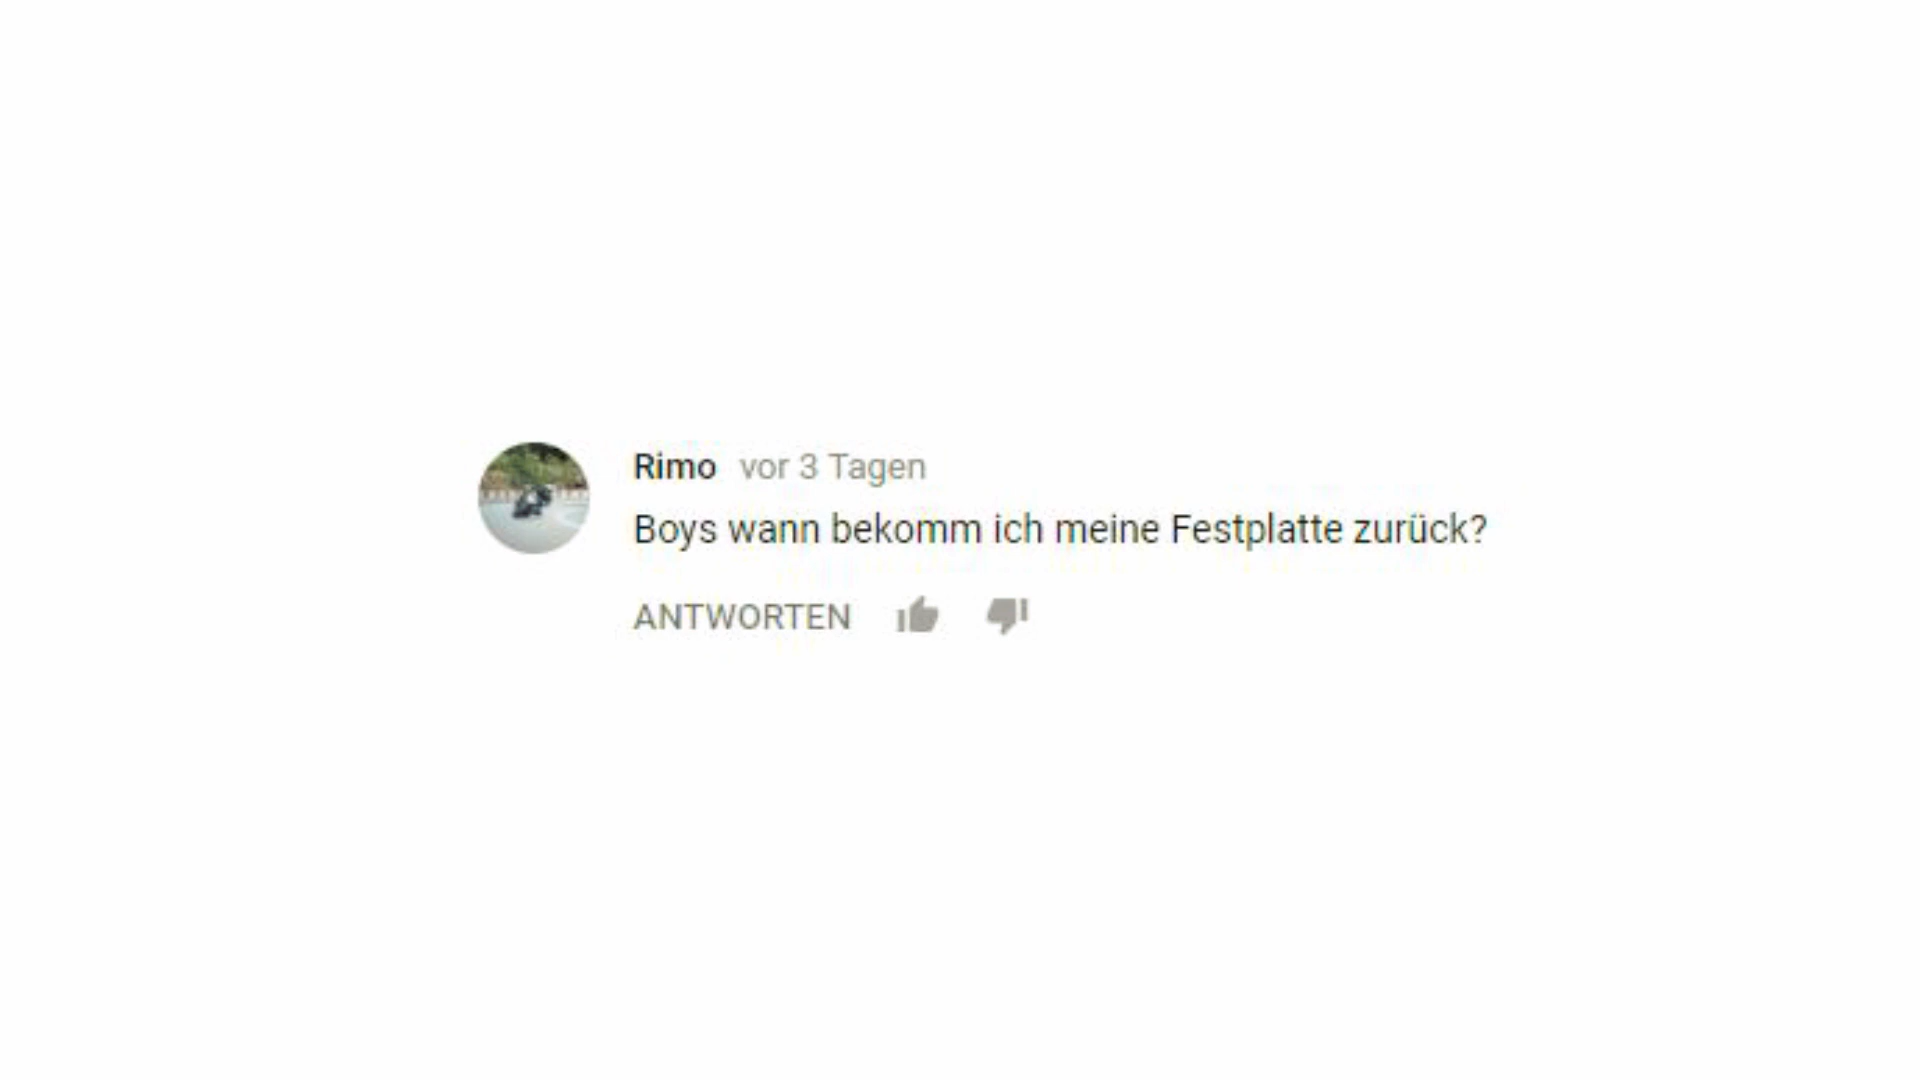 Rimo vor 3 Tagen
Boys wann bekomm ich meine Festplatte zurück?
ANTWORTEN